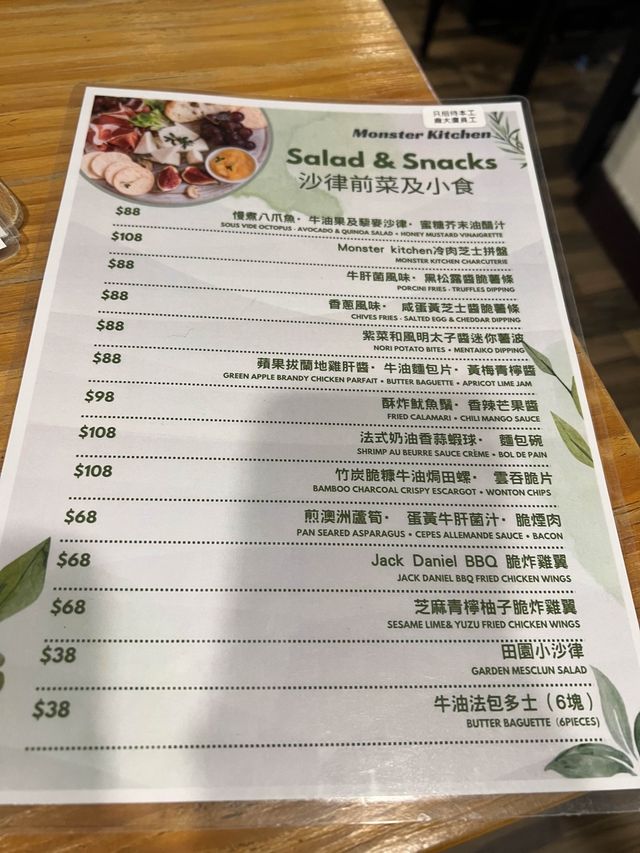 只招待本工
廠大廈員工
Monster Kitchen
Salad & Snacks
沙律前菜及小食
$88 慢煮八爪魚· 牛油果及藜麥沙律· 蜜糖芥末油醋汁
SOUS VIDE OCTOPUS · AVOCADO & QUINOA SALAD • HONEY MUSTARD VINAIGRETTE
$108 Monster kitchen冷肉芝士拼盤
MONSTER KITCHEN CHARCUTERIE
$88 牛肝菌風味· 黑松露醬脆薯條
PORCINI FRIES · TRUFFLES DIPPING
$88 香蔥風味· 咸蛋黃芝士醬脆薯條
CHIVES FRIES · SALTED EGG & CHEDDAR DIPPING
$88 紫菜和風明太子醬迷你薯波
NORI POTATO BITES • MENTAIKO DIPPING
$88 蘋果拔蘭地雞肝醬· 牛油麵包片· 黃梅青檸醬
GREEN APPLE BRANDY CHICKEN PARFAIT • BUTTER BAGUETTE • APRICOT LIME JAM
$98 酥炸魷魚鬚· 香辣芒果醬
FRIED CALAMARI • CHILI MANGO SAUCE
$108 法式奶油香蒜蝦球· 麵包碗
SHRIMP AU BEURRE SAUCE CRÈME • BOL DE PAIN
$108 竹炭脆糠牛油焗田螺· 雲吞脆片
BAMBOO CHARCOAL CRISPY ESCARGOT • WONTON CHIPS
$68 煎澳洲蘆筍· 蛋黃牛肝菌汁· 脆煙肉
PAN SEARED ASPARAGUS • CEPES ALLEMANDE SAUCE • BACON
$68 Jack Daniel BBQ 脆炸雞翼
JACK DANIEL BBQ FRIED CHICKEN WINGS
$68 芝麻青檸柚子脆炸雞翼
SESAME LIME& YUZU FRIED CHICKEN WINGS
$38 田園小沙律
GARDEN MESCLUN SALAD
$38 牛油法包多士（6塊）
BUTTER BAGUETTE（6PIECES)